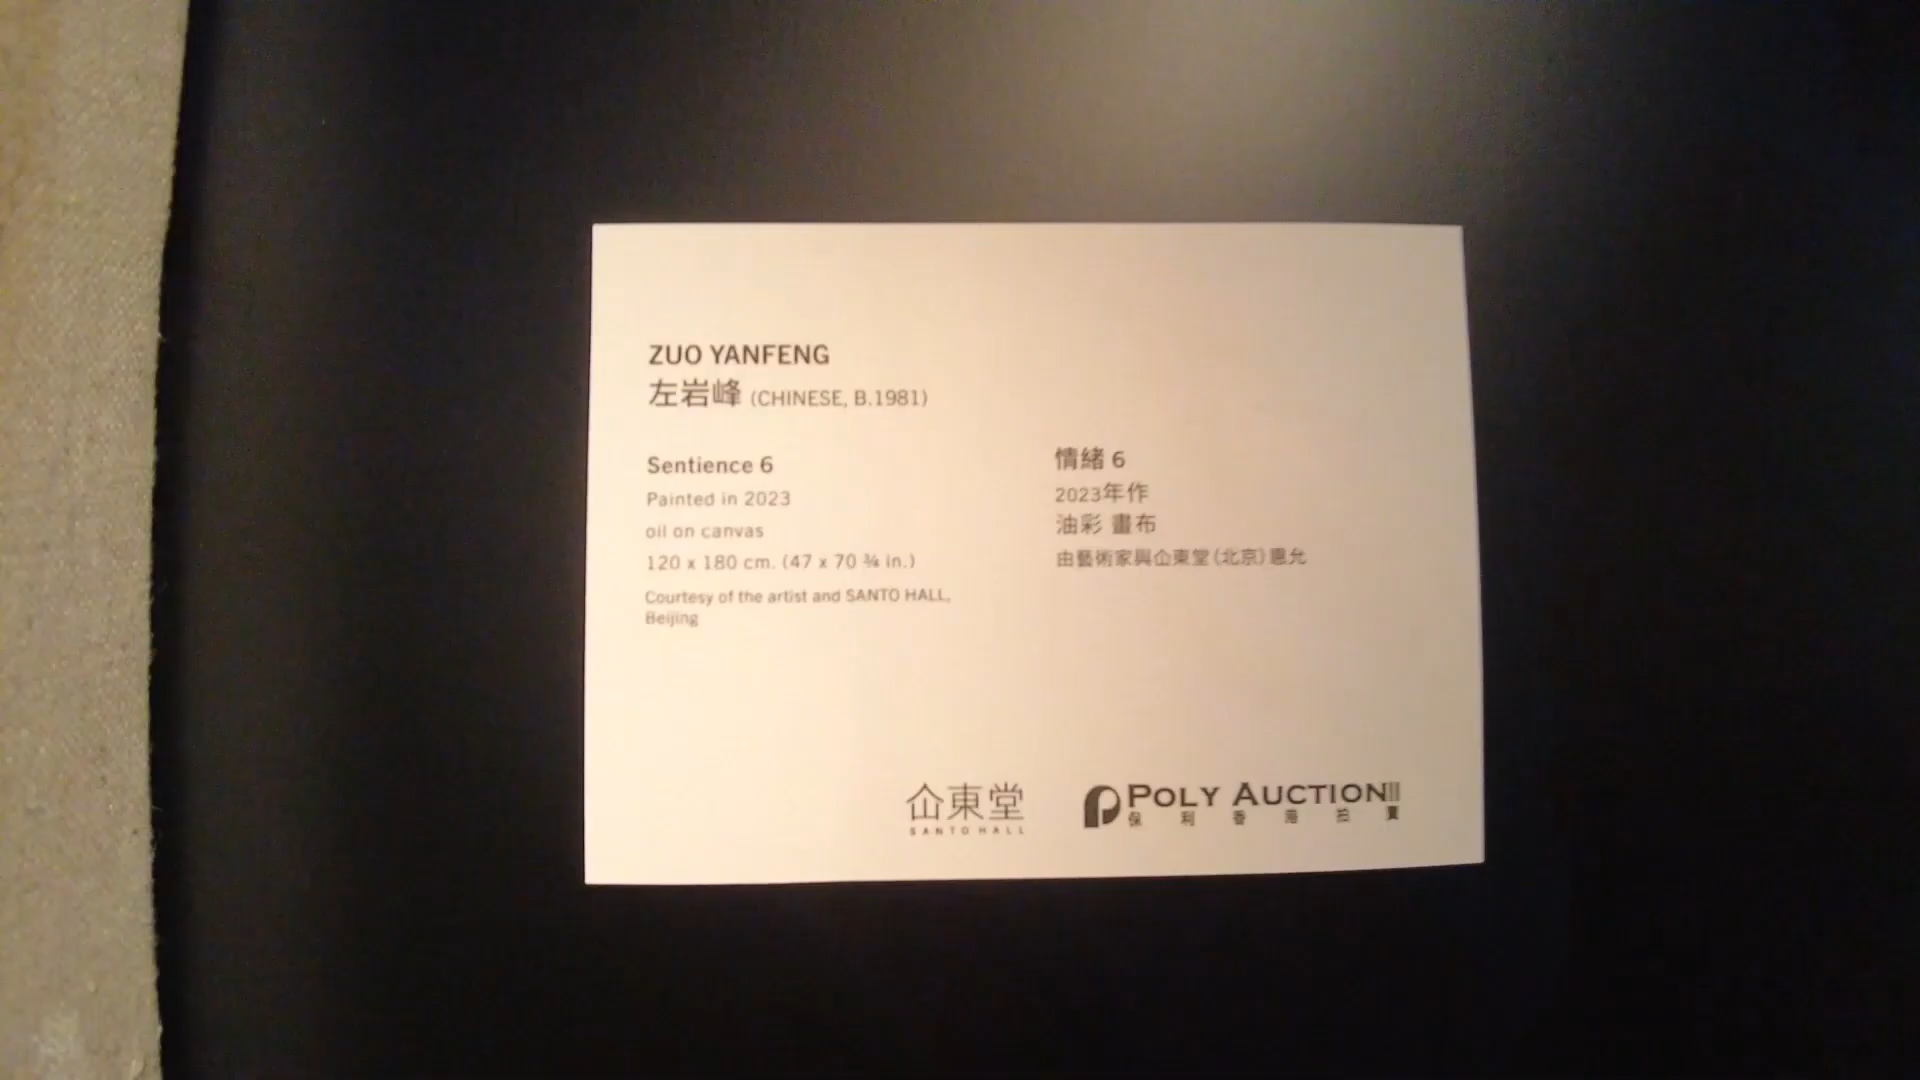 ZUO YANFENG
左岩峰 (CHINESE, B.1981)
Sentience 6
Painted in 2023
oil on canvas
120 x 180 cm. (47 x 70 ¾ in.)
Courtesy of the artist and SANTO HALL,
Beijing
情緒 6
2023年作
油彩 畫布
由藝術家與仚東堂(北京)恩允
仚東堂
SANTO HALL
POLY AUCTION
保利香港拍賣